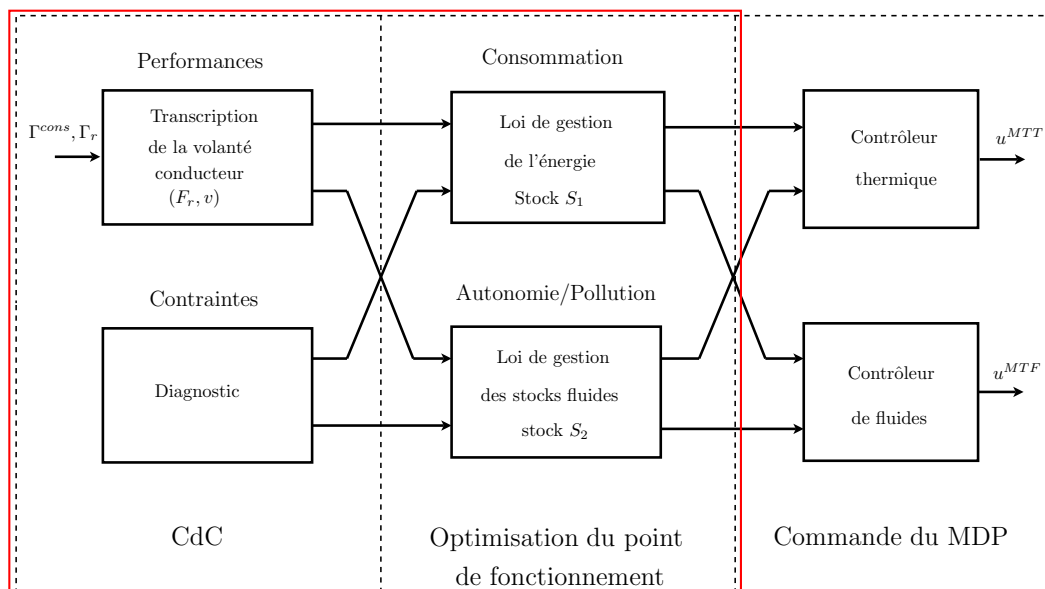 Performances
Γ^{cons}, Γ_r
Transcription
de la volanté
conducteur
(F_r, v)
Contraintes
Diagnostic
CdC
Consommation
Loi de gestion
de l'énergie
Stock S_1
Autonomie/Pollution
Loi de gestion
des stocks fluides
stock S_2
Optimisation du point
de fonctionnement
Contrôleur
thermique
u^{MTT}
Contrôleur
de fluides
u^{MTF}
Commande du MDP